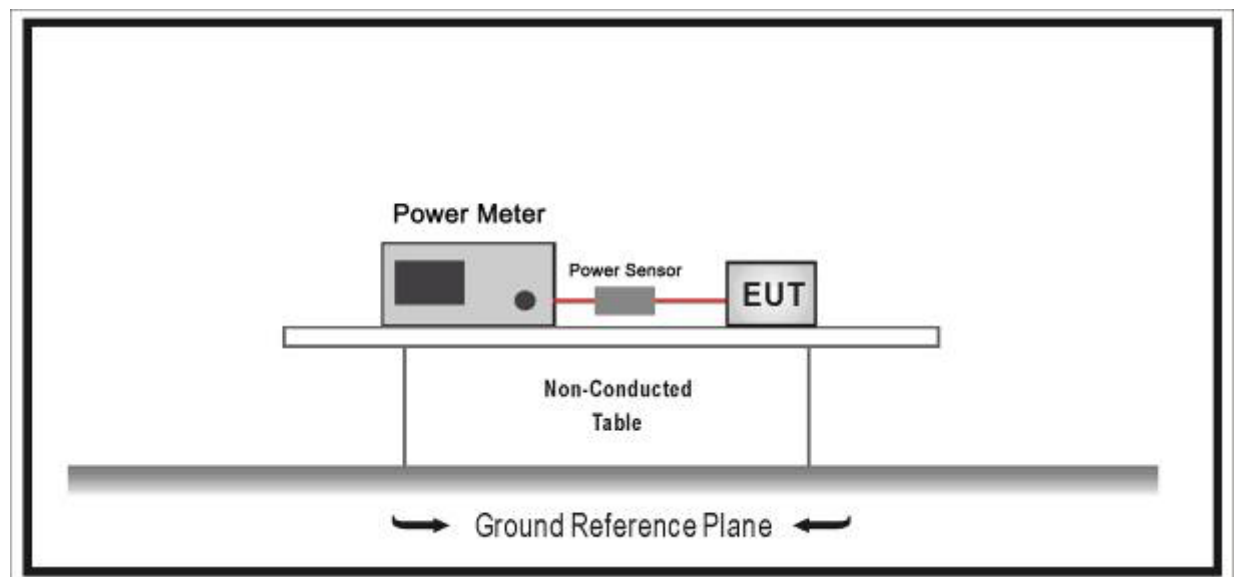 Power Meter
Power Sensor
EUT
Non-Conducted
Table
Ground Reference Plane